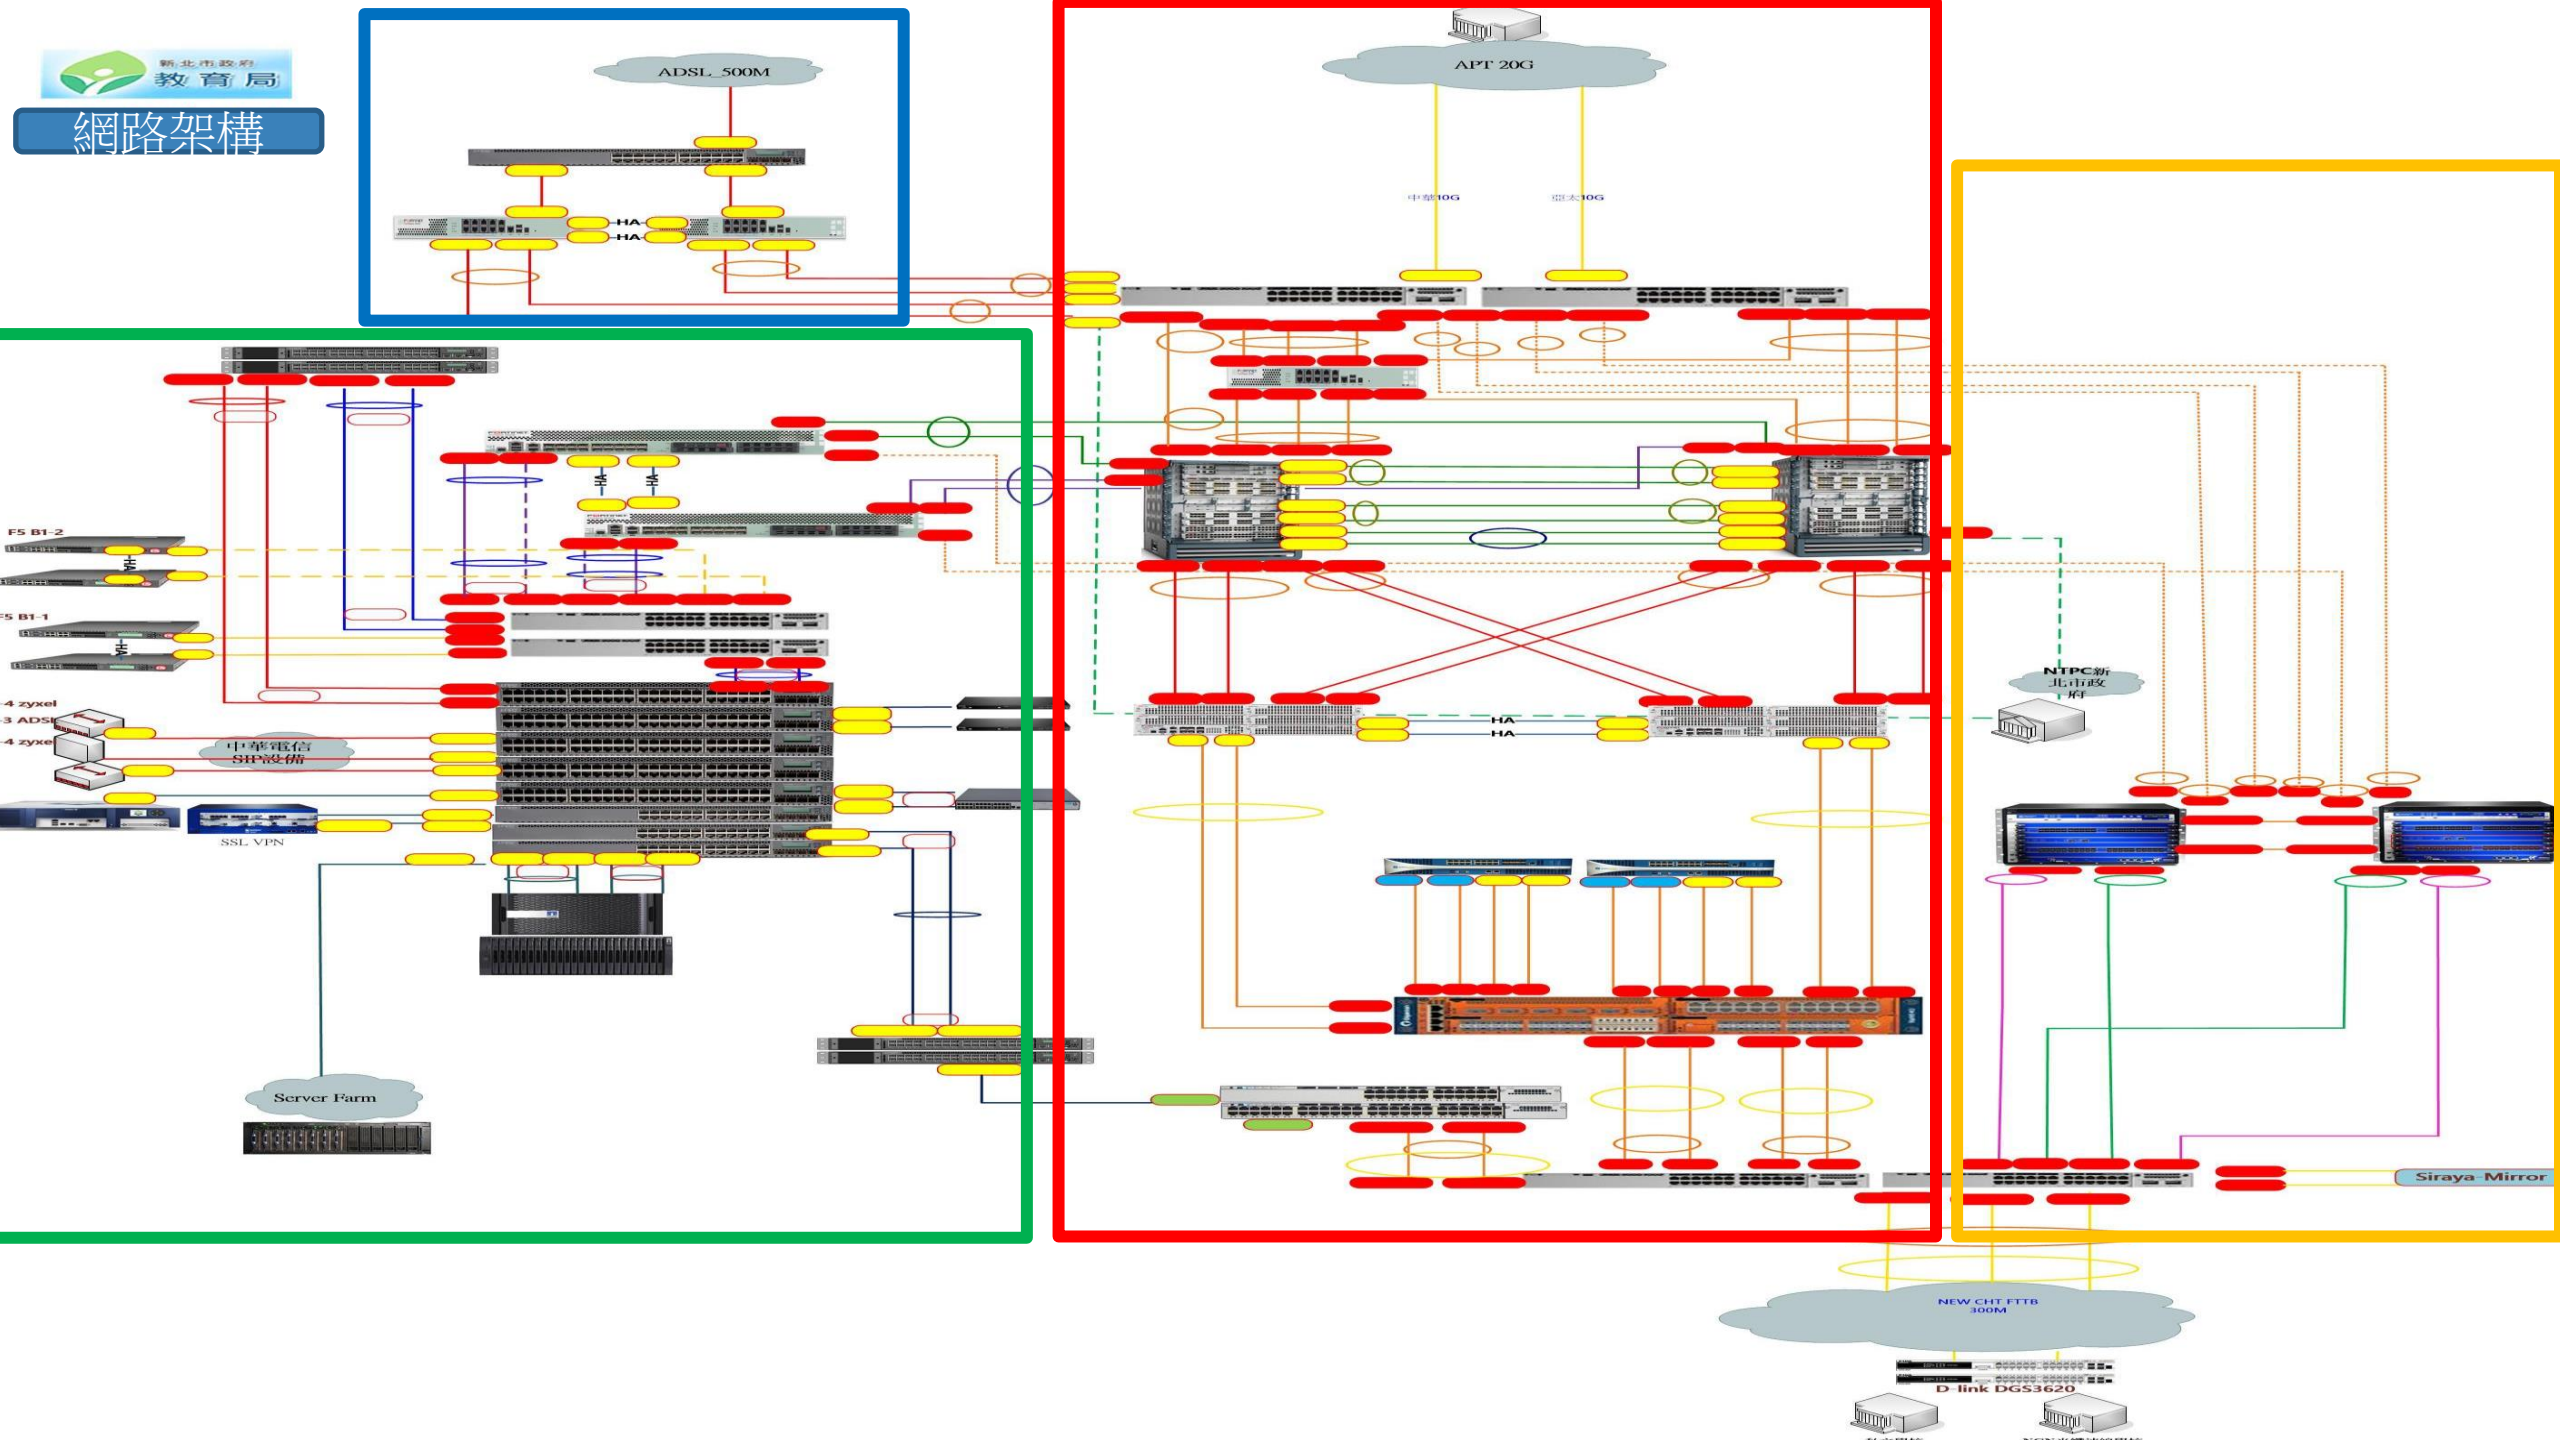 新北市政府
教育局
網路架構
ADSL_500M
HA
HA
APT 20G
中華10G
亞太10G
HA
HA
F5 B1-2
HA
F5 B1-1
HA
-4 zyxel
-3 ADSL
-4 zyxel
中華電信
SIP設備
SSL VPN
Server Farm
HA
HA
NTPC新
北市政
府
Siraya-Mirror
NEW CHT FTTB
300M
D-link DGS3620